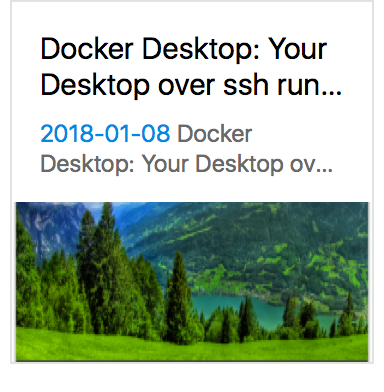 Docker Desktop: Your
Desktop over ssh run...
2018-01-08 Docker
Desktop: Your Desktop ov...